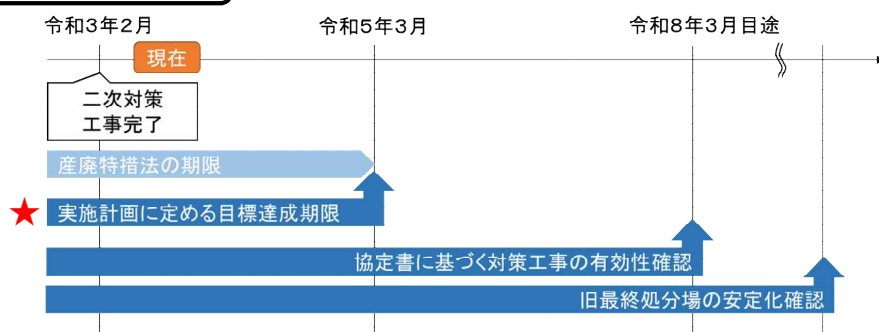 令和3年2月
令和5年3月
令和8年3月目途
現在
二次対策
工事完了
産廃特措法の期限
★ 実施計画に定める目標達成期限
協定書に基づく対策工事の有効性確認
旧最終処分場の安定化確認